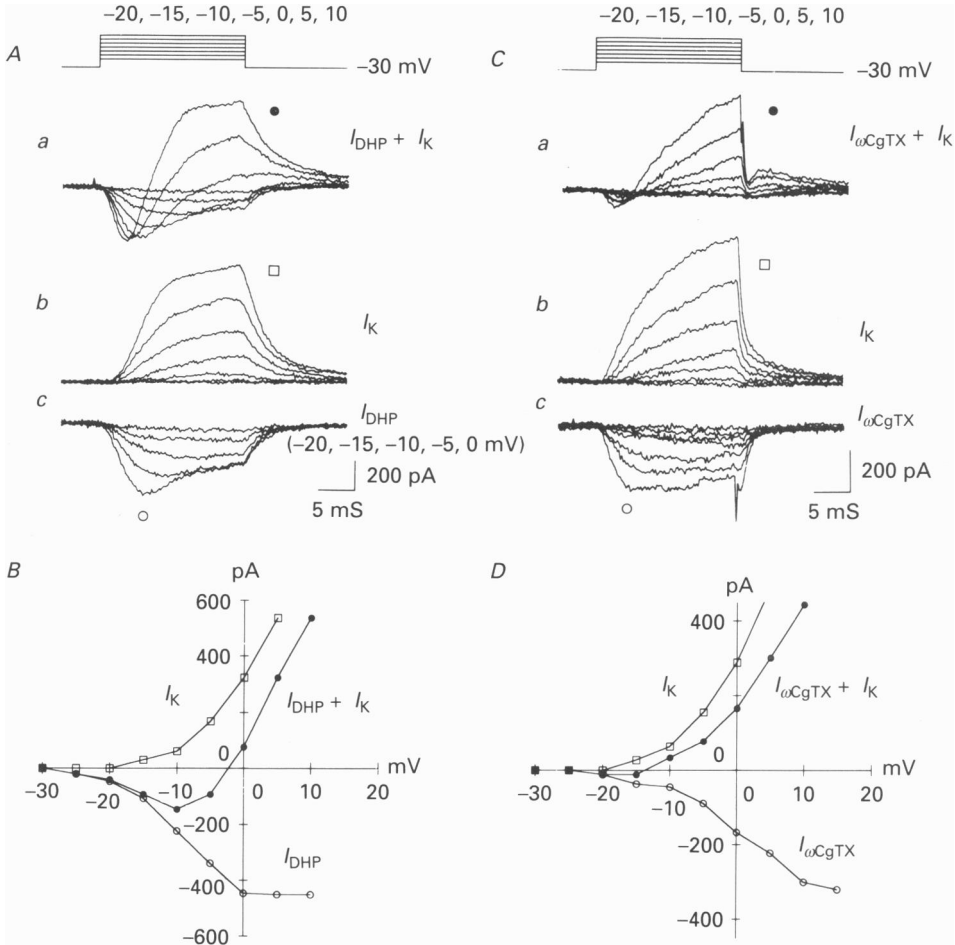 –20, –15, –10, –5, 0, 5, 10
A
–30 mV
a
I_DHP + I_K
b
I_K
c
I_DHP
(–20, –15, –10, –5, 0 mV)
200 pA
5 mS
–20, –15, –10, –5, 0, 5, 10
C
–30 mV
a
I_ωCgTX + I_K
b
I_K
c
I_ωCgTX
200 pA
5 mS
B
pA
600
400
I_K
I_DHP + I_K
0
mV
–30
–20
–10
0
10
20
–200
I_DHP
–400
–600
D
pA
400
I_K
I_ωCgTX + I_K
0
mV
–30
–20
–10
0
10
20
–200
I_ωCgTX
–400